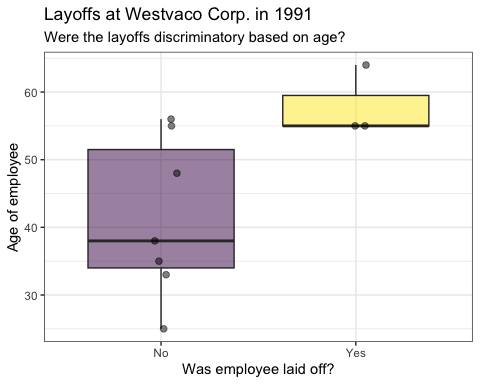 Layoffs at Westvaco Corp. in 1991
Were the layoffs discriminatory based on age?
Age of employee
60
50
40
30
No
Yes
Was employee laid off?